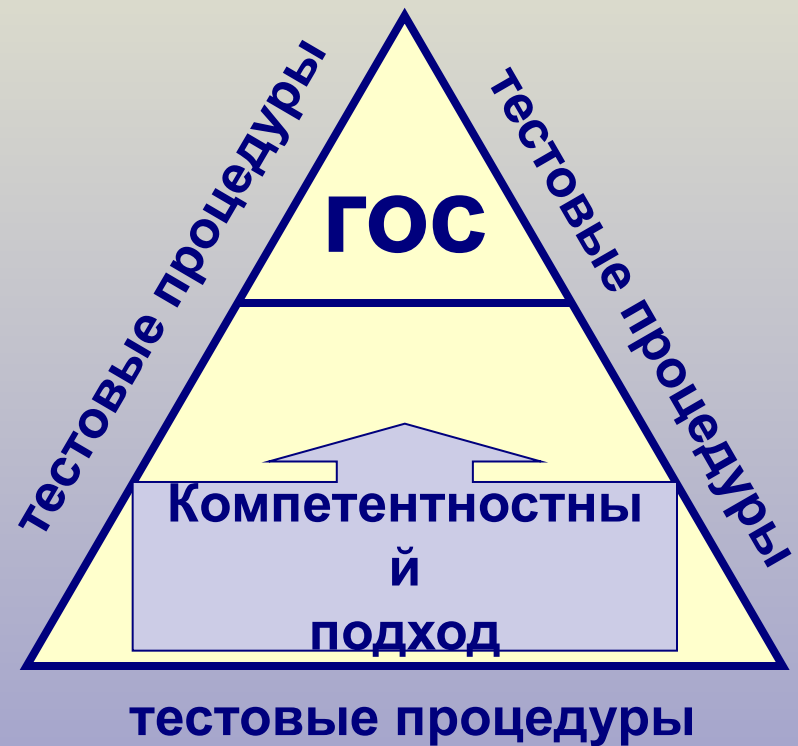 тестовые процедуры
тестовые процедуры
ГОС
Компетентностны
й
подход
тестовые процедуры